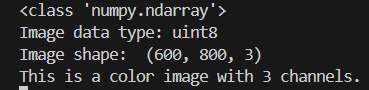 <class 'numpy.ndarray'>
Image data type: uint8
Image shape:  (600, 800, 3)
This is a color image with 3 channels.